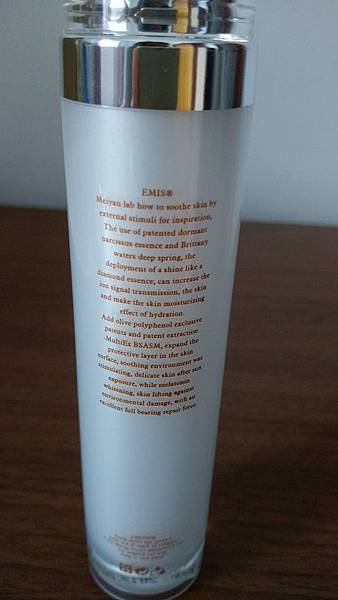 EMIS®
Meiyan lab how to soothe skin by
external stimuli for inspiration,
The use of patented dormant
narcissus essence and Brittany
waters deep spring, the
deployment of a shine like a
diamond essence, can increase the
ion signal transmission, the skin
and make the skin moisturizing
effect of hydration.
Add olive polyphenol exclusive
patents and patent extraction
MultiEx BSASM, expand the
protective layer in the skin
surface, soothing environment was
stimulating, delicate skin after sun
exposure, while melatonin
whitening, skin lifting against
environmental damage, with an
excellent full bearing repair force.
CAUTION